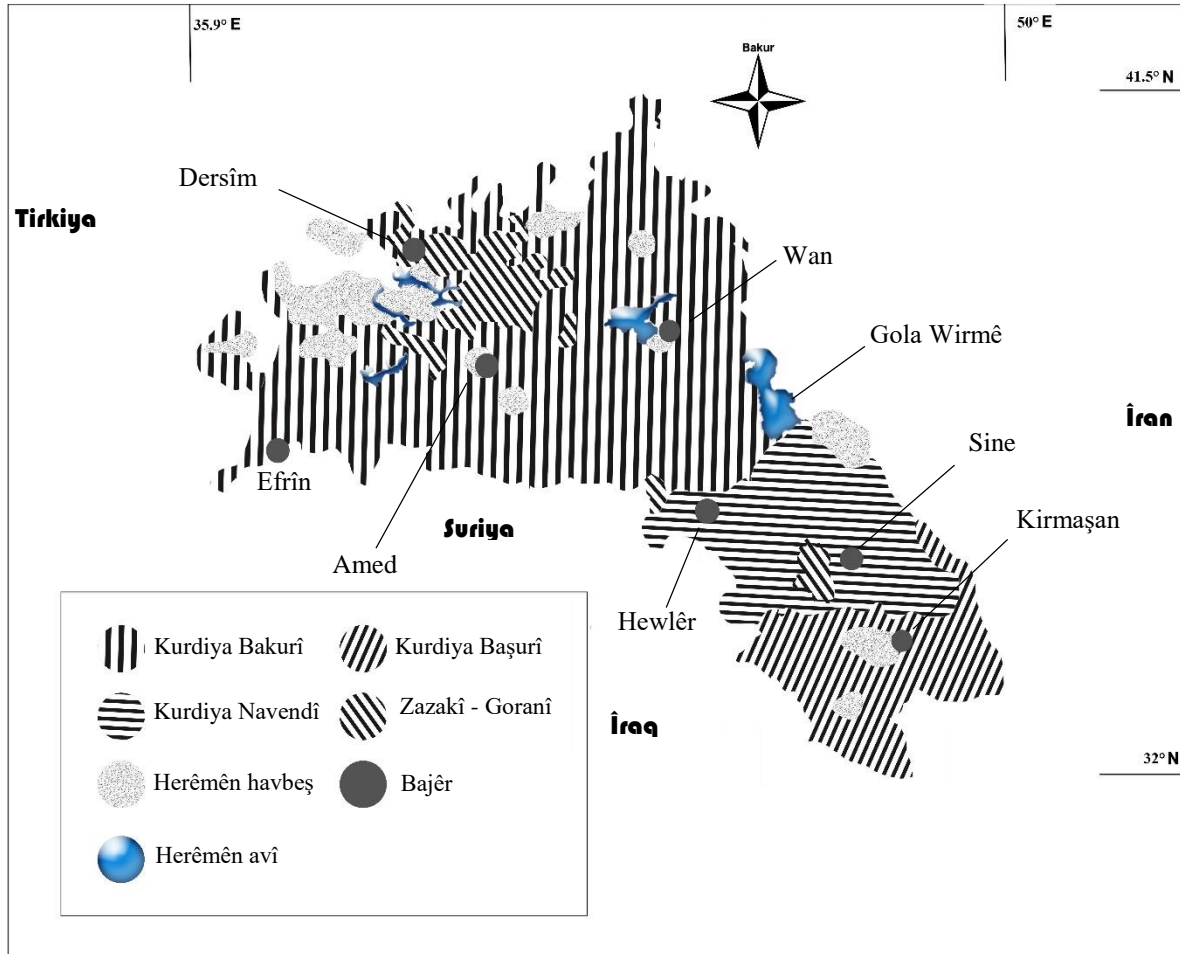 35.9° E
50° E
Bakur
41.5° N
Dersîm
Tirkiya
Wan
Gola Wirmê
Îran
Sine
Efrîn
Kirmaşan
Suriya
Amed
Hewlêr
Kurdiya Bakurî
Kurdiya Başurî
Kurdiya Navendî
Zazakî - Goranî
Îraq
32° N
Herêmên havbeş
Bajêr
Herêmên avî